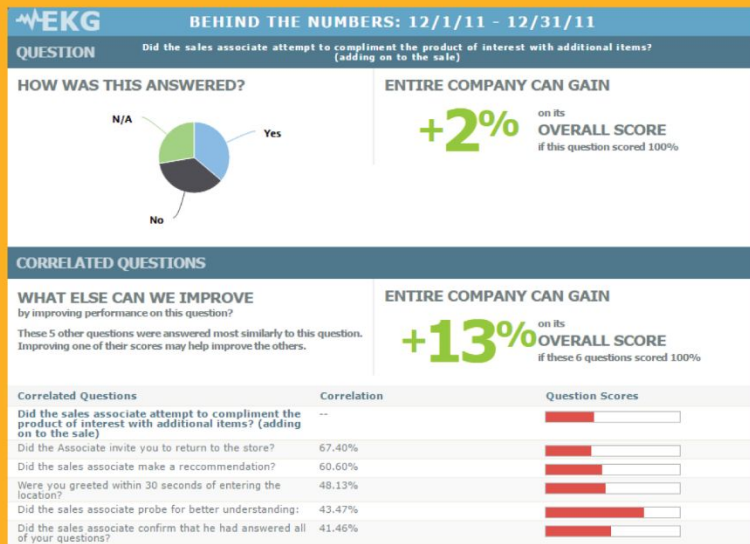 EKG
BEHIND THE NUMBERS: 12/1/11 - 12/31/11
QUESTION
Did the sales associate attempt to compliment the product of interest with additional items?
(adding on to the sale)
HOW WAS THIS ANSWERED?
N/A
Yes
No
ENTIRE COMPANY CAN GAIN
+2%
on its
OVERALL SCORE
if this question scored 100%
CORRELATED QUESTIONS
WHAT ELSE CAN WE IMPROVE
by improving performance on this question?
These 5 other questions were answered most similarly to this question.
Improving one of their scores may help improve the others.
ENTIRE COMPANY CAN GAIN
+13%
on its
OVERALL SCORE
if these 6 questions scored 100%
Correlated Questions Correlation Question Scores
Did the sales associate attempt to compliment the --
product of interest with additional items? (adding
on to the sale)
Did the Associate invite you to return to the store? 67.40%
Did the sales associate make a reccommendation? 60.60%
Were you greeted within 30 seconds of entering the 48.13%
location?
Did the sales associate probe for better understanding: 43.47%
Did the sales associate confirm that he had answered all 41.46%
of your questions?